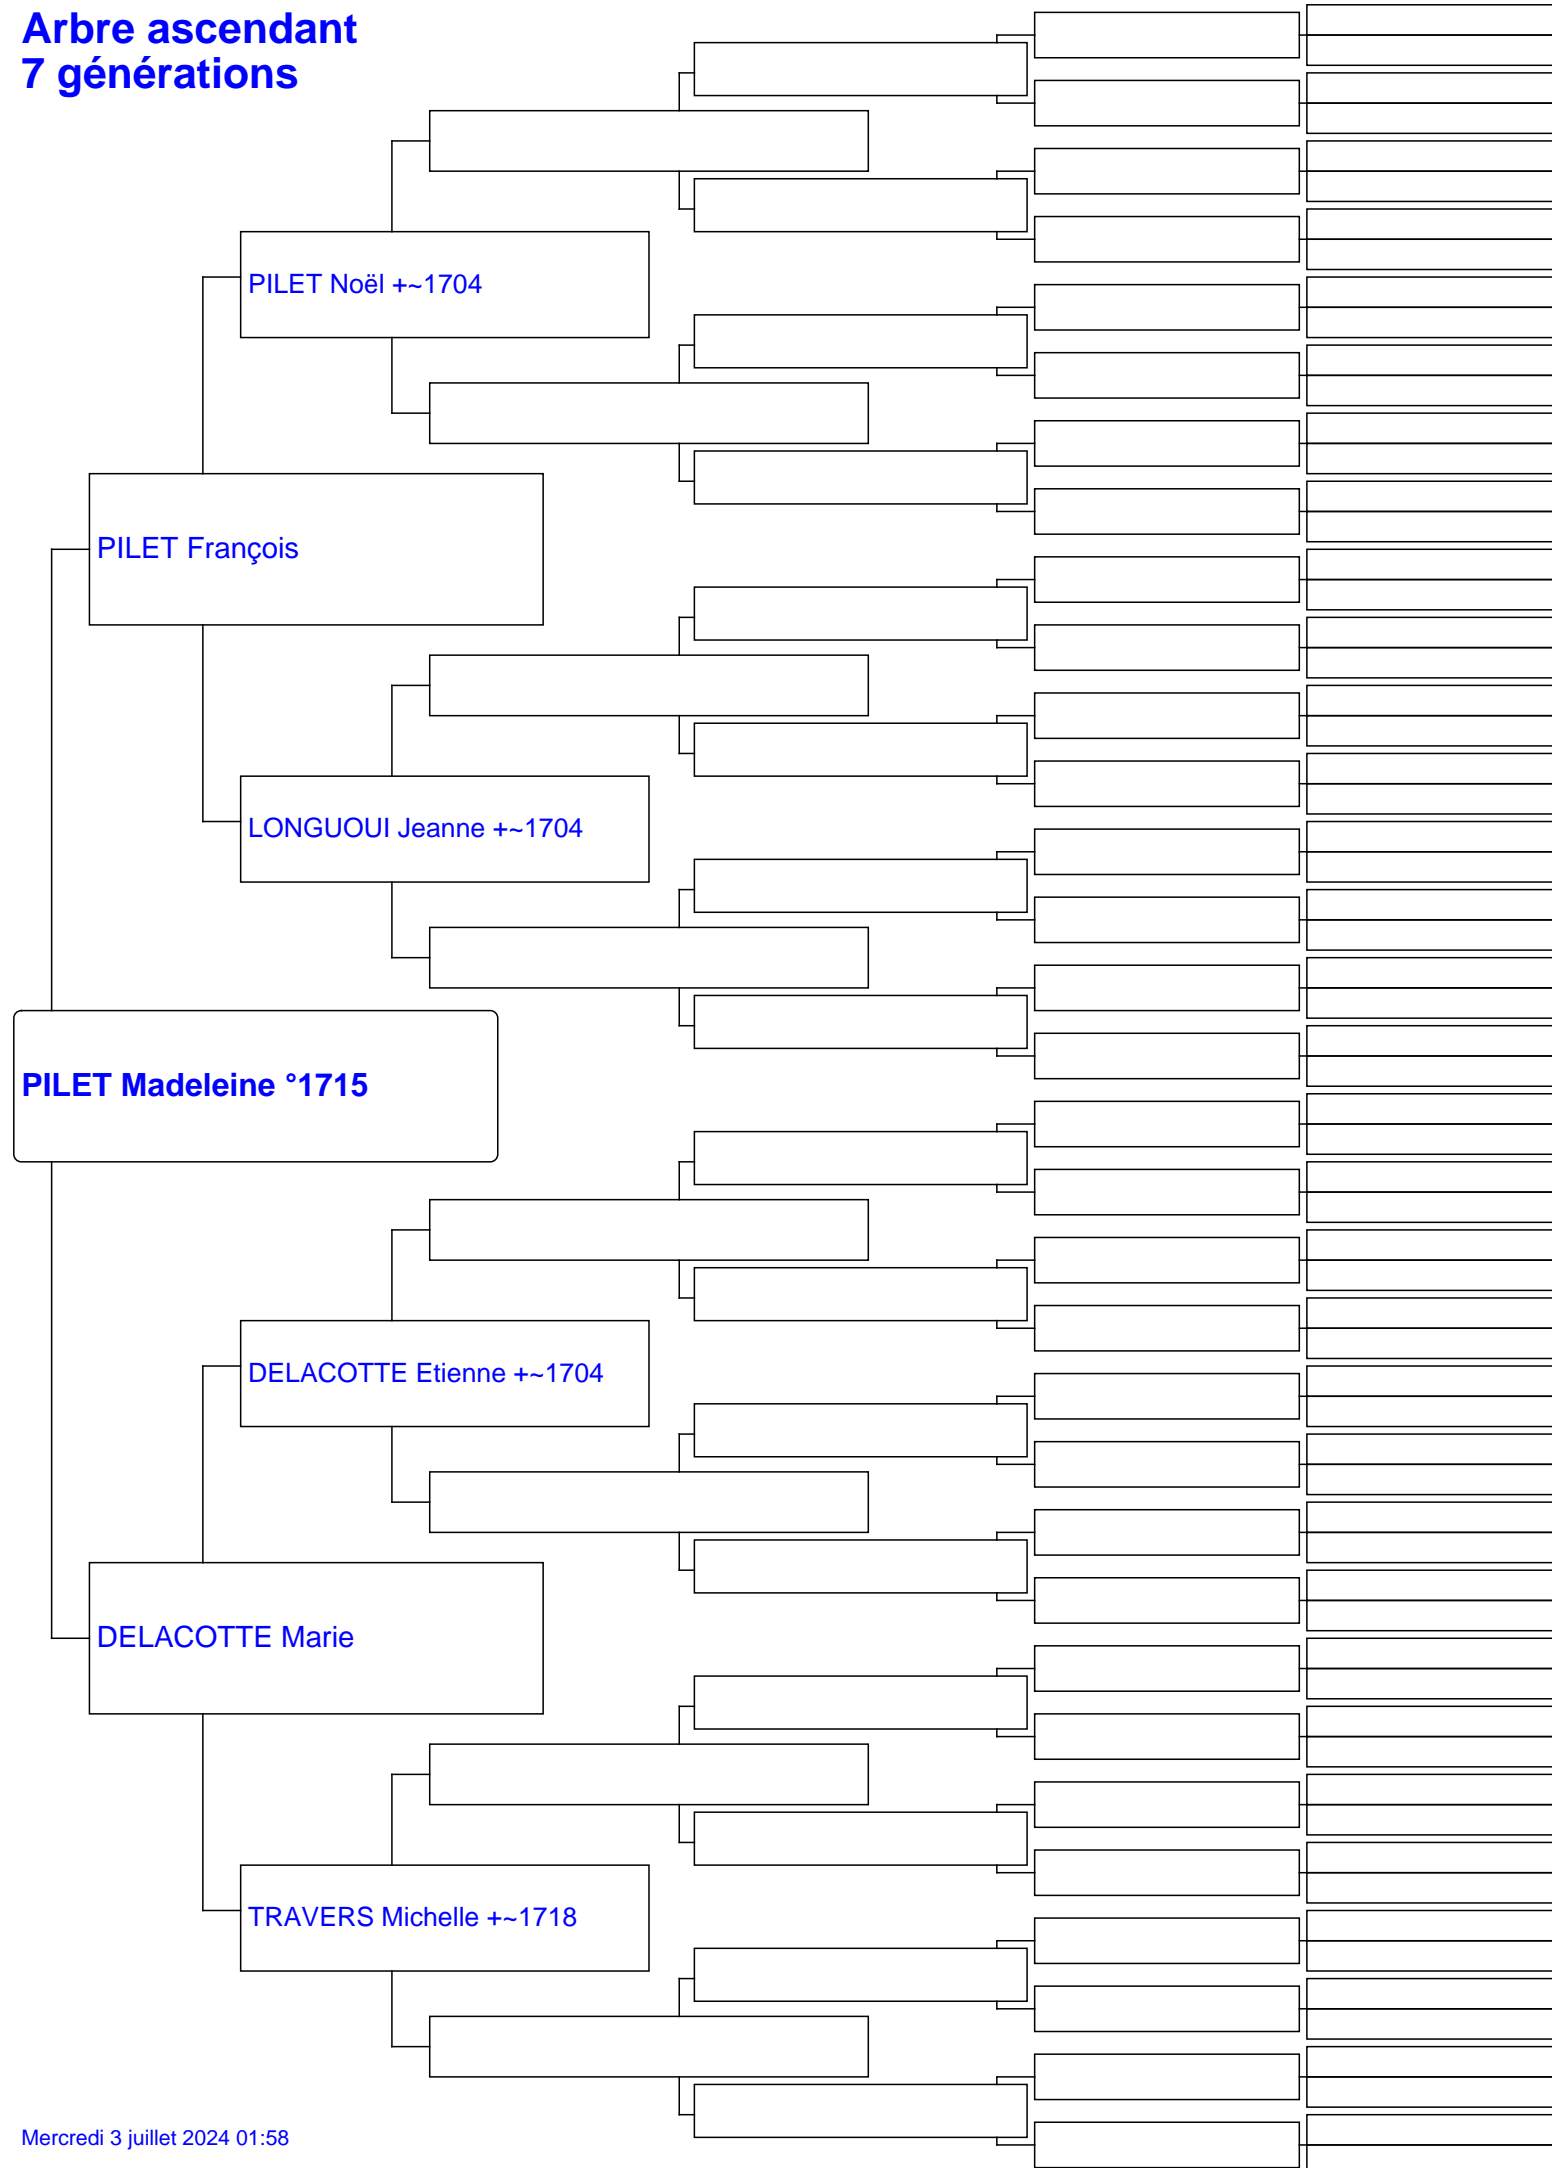 Arbre ascendant
7 générations
PILET Noël +~1704
PILET François
LONGUOUI Jeanne +~1704
PILET Madeleine °1715
DELACOTTE Etienne +~1704
DELACOTTE Marie
TRAVERS Michelle +~1718
Mercredi 3 juillet 2024 01:58